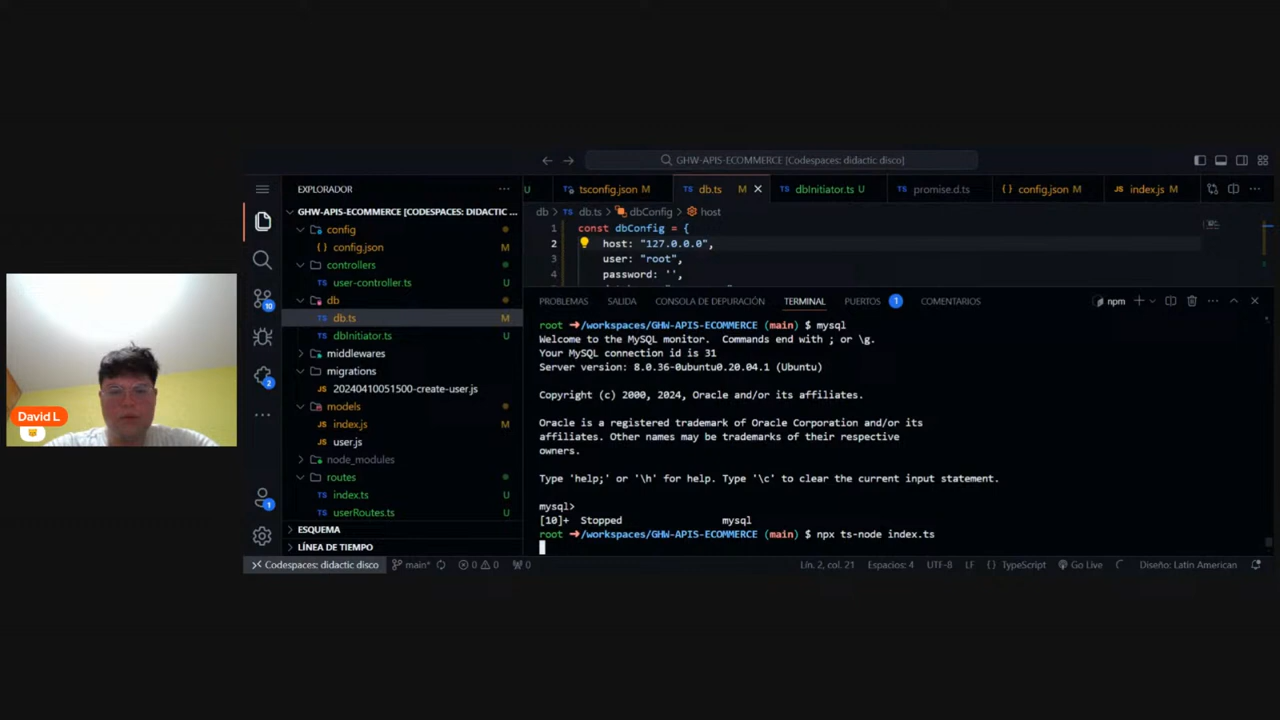 GHW-APIS-ECOMMERCE [Codespaces: didactic disco]
EXPLORADOR
U
tsconfig.json M
db.ts M
dbInitiator.ts U
promise.d.ts
config.json M
index.js M
GHW-APIS-ECOMMERCE [CODESPACES: DIDACTIC ...
db > db.ts > dbConfig > host
config
config.json M
controllers
user-controller.ts U
db
db.ts M
dbInitiator.ts U
middlewares
migrations
20240410051500-create-user.js
models
index.js M
user.js
node_modules
routes
index.ts U
userRoutes.ts U
ESQUEMA
LÍNEA DE TIEMPO
1 const dbConfig = {
2 host: "127.0.0.0",
3 user: "root",
4 password: '',
PROBLEMAS SALIDA CONSOLA DE DEPURACIÓN TERMINAL PUERTOS 1 COMENTARIOS
npm
root ➜ /workspaces/GHW-APIS-ECOMMERCE (main) $ mysql
Welcome to the MySQL monitor. Commands end with ; or \g.
Your MySQL connection id is 31
Server version: 8.0.36-0ubuntu0.20.04.1 (Ubuntu)
Copyright (c) 2000, 2024, Oracle and/or its affiliates.
Oracle is a registered trademark of Oracle Corporation and/or its
affiliates. Other names may be trademarks of their respective
owners.
Type 'help;' or '\h' for help. Type '\c' to clear the current input statement.
mysql>
[10]+ Stopped mysql
root ➜ /workspaces/GHW-APIS-ECOMMERCE (main) $ npx ts-node index.ts
10
2
1
David L
Codespaces: didactic disco
main*
0 0
0
Lín. 2, col. 21
Espacios: 4
UTF-8
LF
{} TypeScript
Go Live
Diseño: Latin American